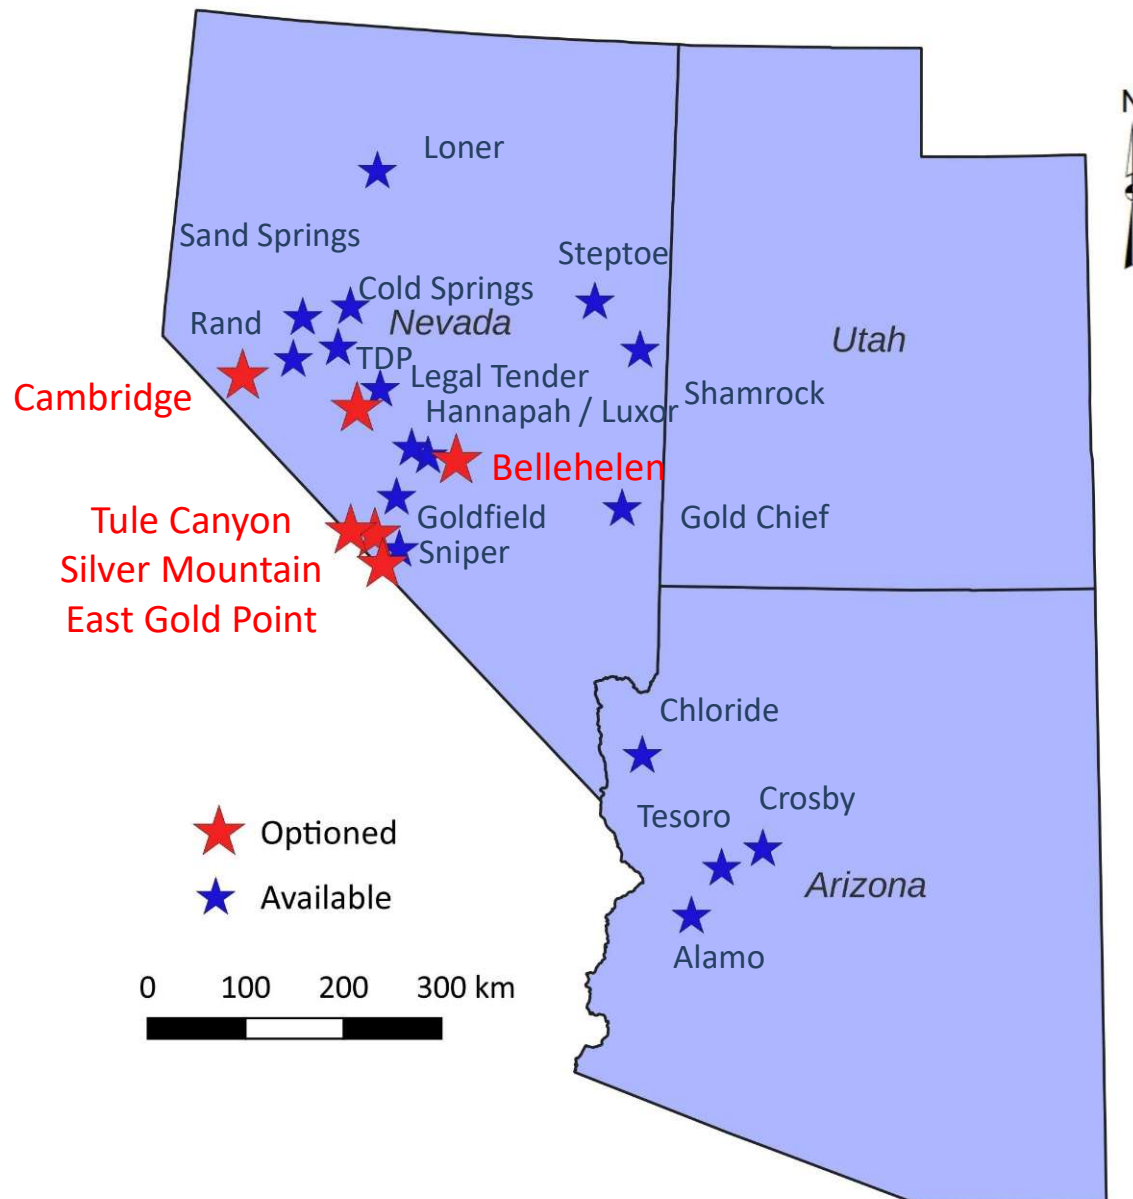 N
Loner
Sand Springs
Steptoe
Cold Springs
Rand
Nevada
Utah
TDP
Legal Tender
Cambridge
Shamrock
Hannapah / Luxor
Bellehelen
Tule Canyon
Goldfield
Gold Chief
Sniper
Silver Mountain
East Gold Point
Chloride
Crosby
Tesoro
Optioned
Arizona
Available
Alamo
0 100 200 300 km